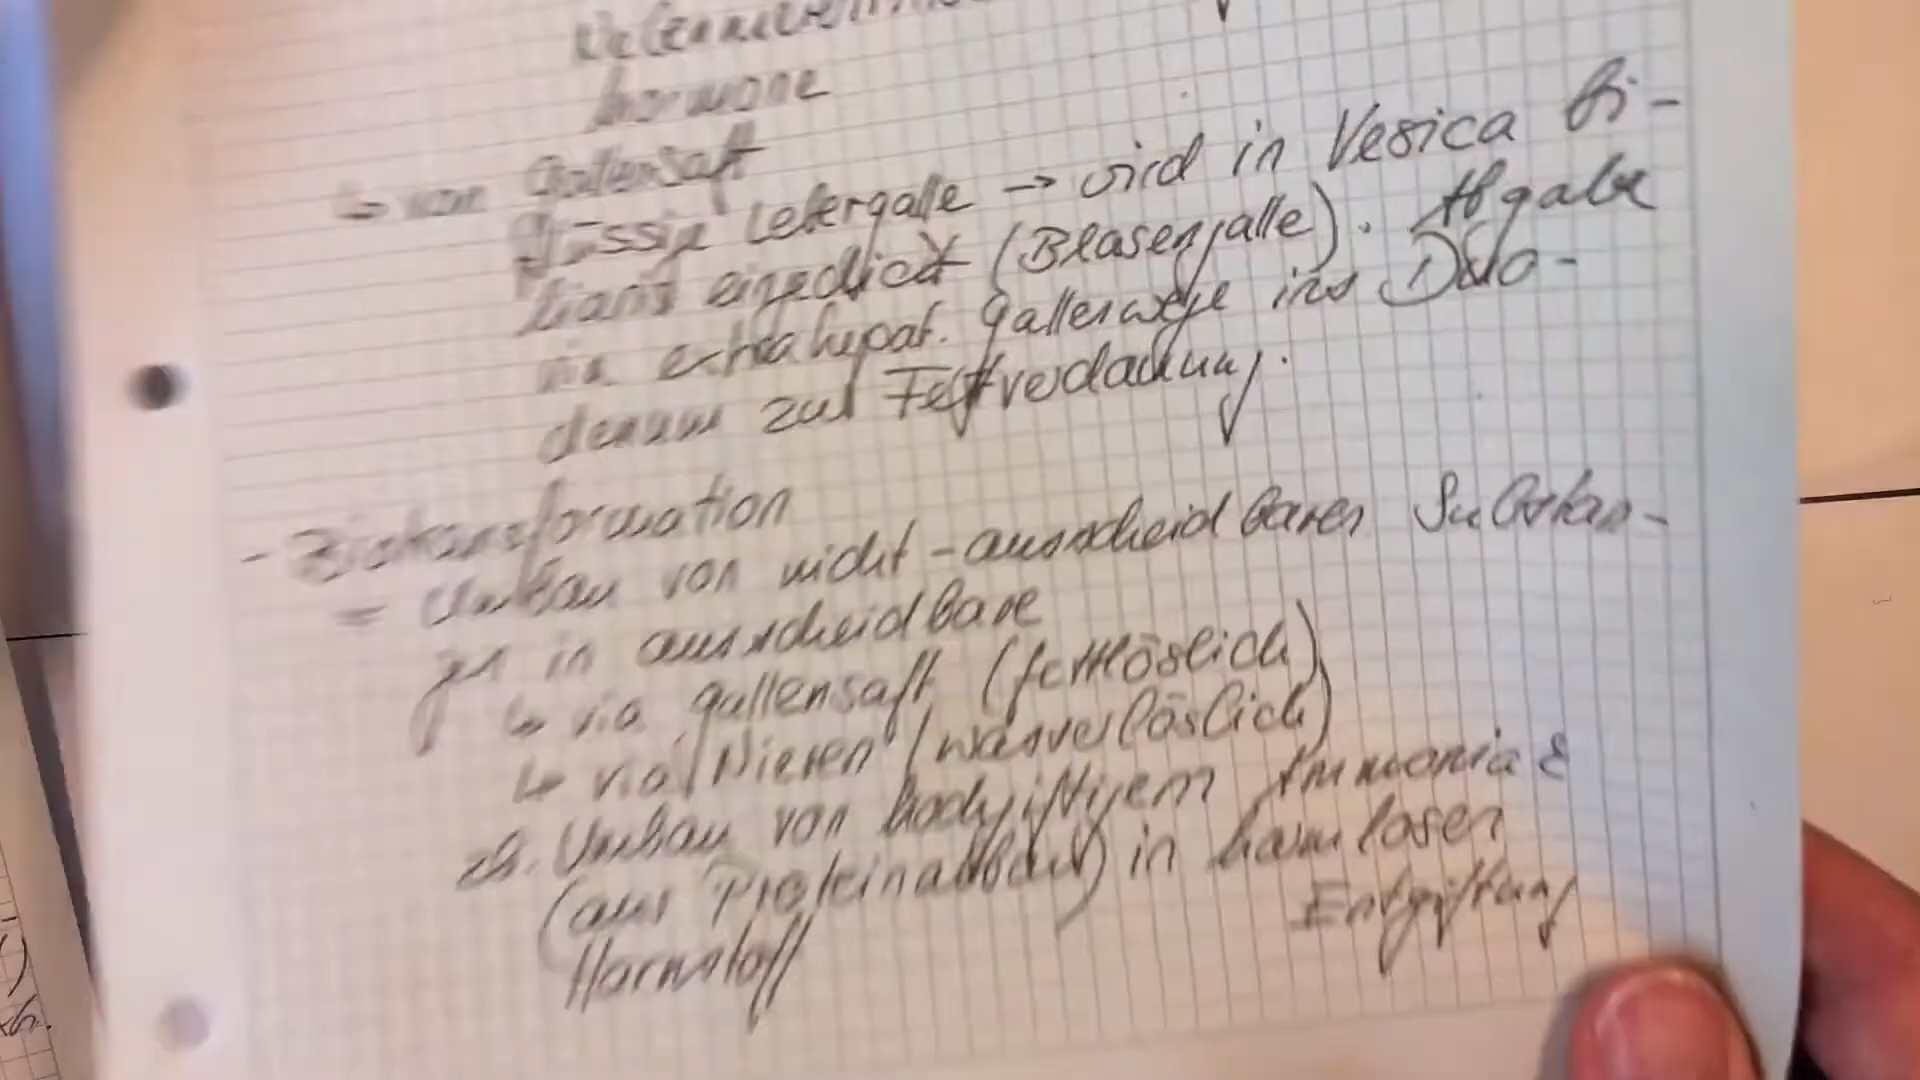 hormone
↳ von Gallensaft
flüssige Lebergalle → wird in Vesica bi-
liaris eingedickt (Blasengalle). Abgabe
via extrahepat. Gallenwege ins Duo-
denum zur Fettverdauung.
- Biotransformation
= Umbau von nicht-ausscheidbaren Substan-
zen in ausscheidbare
↳ via Gallensaft (fettlöslich)
↳ via Nieren (wasserlöslich)
zB. Umbau von hochgiftigem Ammoniak
(aus Proteinabbau) in harmlosen
Harnstoff
Entgiftung